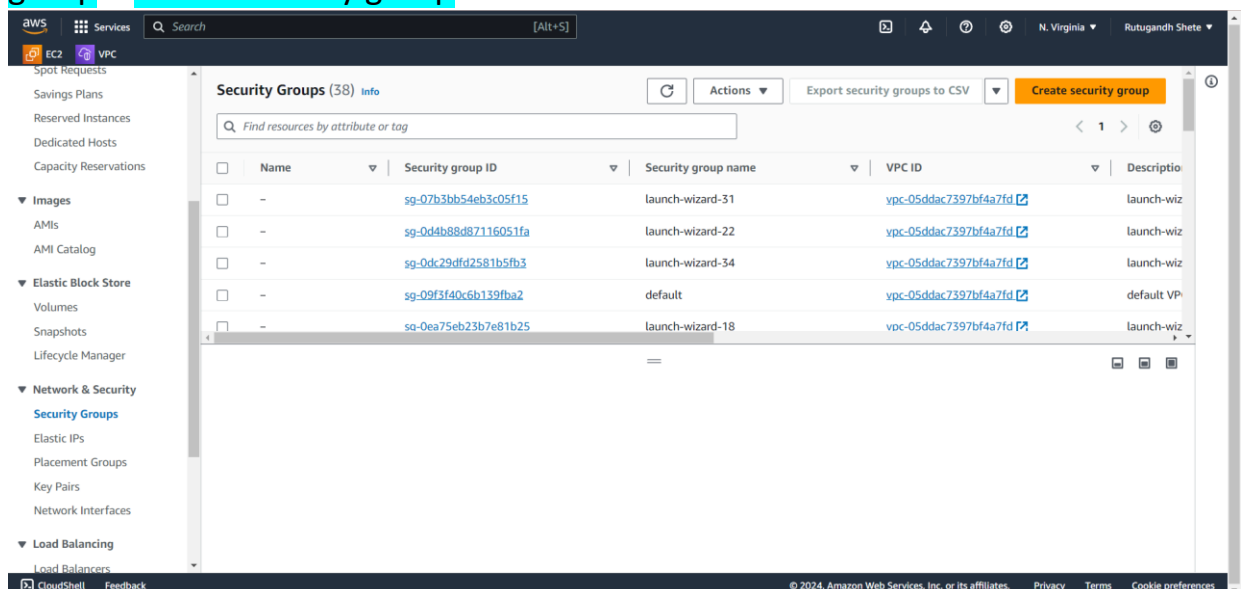 aws Services Search [Alt+S] N. Virginia Rutugandh Shete
EC2 VPC
Spot Requests
Savings Plans
Reserved Instances
Dedicated Hosts
Capacity Reservations
Images
AMIs
AMI Catalog
Elastic Block Store
Volumes
Snapshots
Lifecycle Manager
Network & Security
Security Groups
Elastic IPs
Placement Groups
Key Pairs
Network Interfaces
Load Balancing
Load Balancers
Security Groups (38) Info Actions Export security groups to CSV Create security group
Find resources by attribute or tag 1
Name Security group ID Security group name VPC ID Descriptio
– sg-07b3bb54eb3c05f15 launch-wizard-31 vpc-05ddac7397bf4a7fd launch-wiz
– sg-0d4b88d87116051fa launch-wizard-22 vpc-05ddac7397bf4a7fd launch-wiz
– sg-0dc29dfd2581b5fb3 launch-wizard-34 vpc-05ddac7397bf4a7fd launch-wiz
– sg-09f3f40c6b139fba2 default vpc-05ddac7397bf4a7fd default VP
– sg-0ea75eb23b7e81b25 launch-wizard-18 vpc-05ddac7397bf4a7fd launch-wiz
CloudShell Feedback © 2024, Amazon Web Services, Inc. or its affiliates. Privacy Terms Cookie preferences